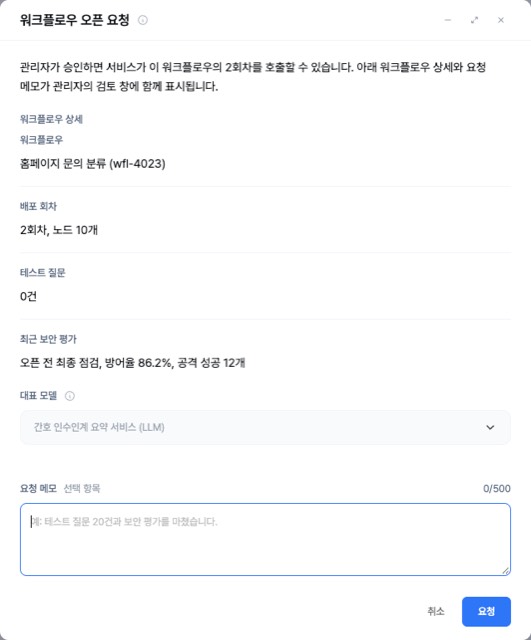 워크플로우 오픈 요청
관리자가 승인하면 서비스가 이 워크플로우의 2회차를 호출할 수 있습니다. 아래 워크플로우 상세와 요청
메모가 관리자의 검토 창에 함께 표시됩니다.
워크플로우 상세
워크플로우
홈페이지 문의 분류 (wfl-4023)
배포 회차
2회차, 노드 10개
테스트 질문
0건
최근 보안 평가
오픈 전 최종 점검, 방어율 86.2%, 공격 성공 12개
대표 모델
간호 인수인계 요약 서비스 (LLM)
요청 메모 선택 항목 0/500
예: 테스트 질문 20건과 보안 평가를 마쳤습니다.
취소 요청